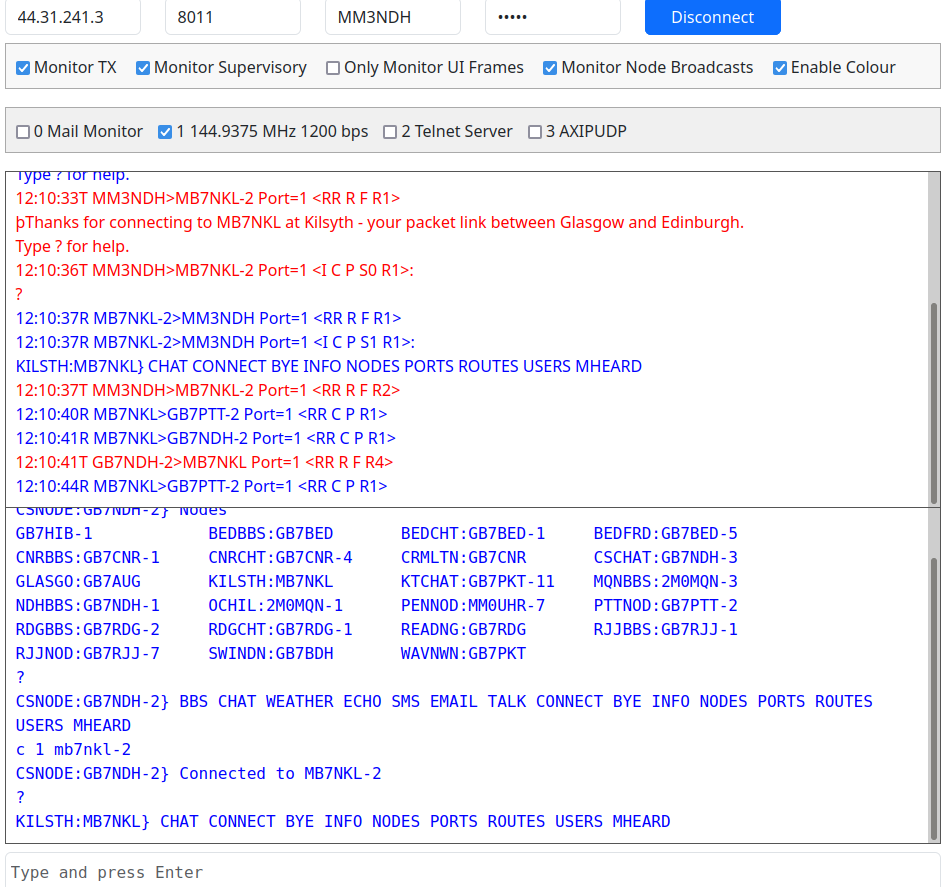 44.31.241.3 8011 MM3NDH ••••• Disconnect
Monitor TX Monitor Supervisory Only Monitor UI Frames Monitor Node Broadcasts Enable Colour
0 Mail Monitor 1 144.9375 MHz 1200 bps 2 Telnet Server 3 AXIPUDP
Type ? for help.
12:10:33T MM3NDH>MB7NKL-2 Port=1 <RR R F R1>
þThanks for connecting to MB7NKL at Kilsyth - your packet link between Glasgow and Edinburgh.
Type ? for help.
12:10:36T MM3NDH>MB7NKL-2 Port=1 <I C P S0 R1>:
?
12:10:37R MB7NKL-2>MM3NDH Port=1 <RR R F R1>
12:10:37R MB7NKL-2>MM3NDH Port=1 <I C P S1 R1>:
KILSTH:MB7NKL} CHAT CONNECT BYE INFO NODES PORTS ROUTES USERS MHEARD
12:10:37T MM3NDH>MB7NKL-2 Port=1 <RR R F R2>
12:10:40R MB7NKL>GB7PTT-2 Port=1 <RR C P R1>
12:10:41R MB7NKL>GB7NDH-2 Port=1 <RR C P R1>
12:10:41T GB7NDH-2>MB7NKL Port=1 <RR R F R4>
12:10:44R MB7NKL>GB7PTT-2 Port=1 <RR C P R1>
CSNODE:GB7NDH-2} Nodes
GB7HIB-1 BEDBBS:GB7BED BEDCHT:GB7BED-1 BEDFRD:GB7BED-5
CNRBBS:GB7CNR-1 CNRCHT:GB7CNR-4 CRMLTN:GB7CNR CSCHAT:GB7NDH-3
GLASGO:GB7AUG KILSTH:MB7NKL KTCHAT:GB7PKT-11 MQNBBS:2M0MQN-3
NDHBBS:GB7NDH-1 OCHIL:2M0MQN-1 PENNOD:MM0UHR-7 PTTNOD:GB7PTT-2
RDGBBS:GB7RDG-2 RDGCHT:GB7RDG-1 READNG:GB7RDG RJJBBS:GB7RJJ-1
RJJNOD:GB7RJJ-7 SWINDN:GB7BDH WAVNWN:GB7PKT
?
CSNODE:GB7NDH-2} BBS CHAT WEATHER ECHO SMS EMAIL TALK CONNECT BYE INFO NODES PORTS ROUTES
USERS MHEARD
c 1 mb7nkl-2
CSNODE:GB7NDH-2} Connected to MB7NKL-2
?
KILSTH:MB7NKL} CHAT CONNECT BYE INFO NODES PORTS ROUTES USERS MHEARD
Type and press Enter